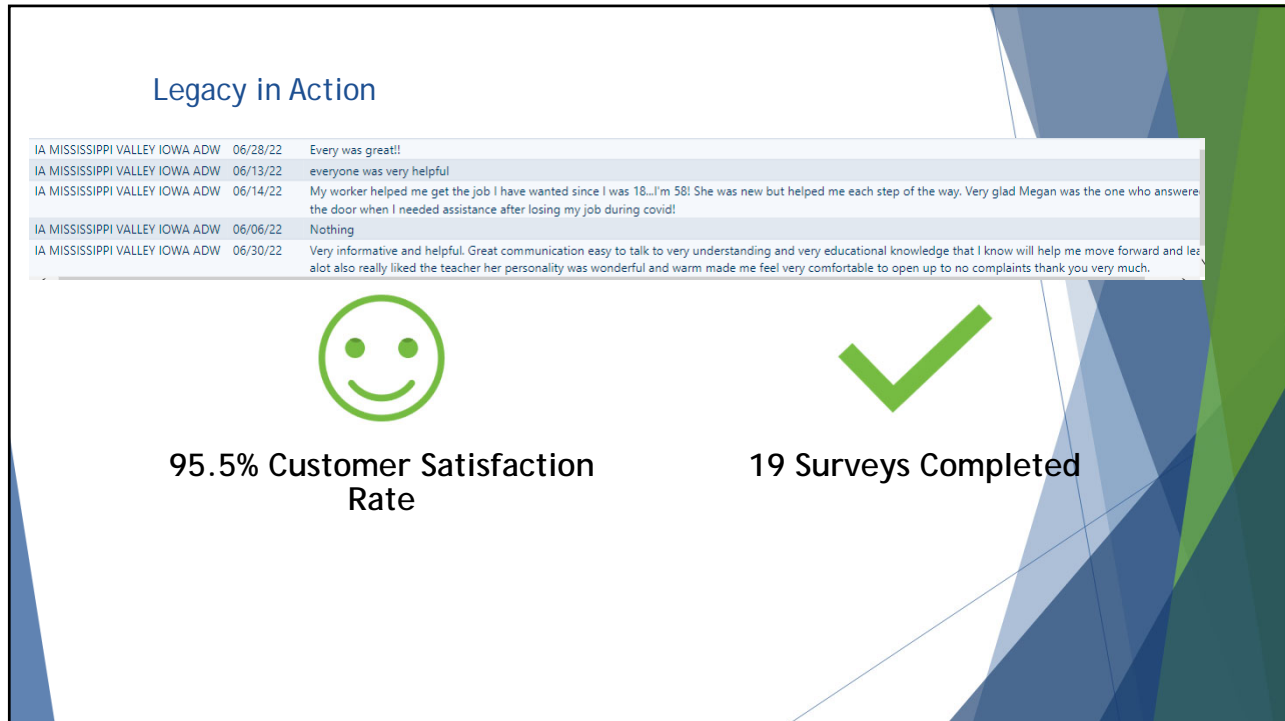 Legacy in Action
IA MISSISSIPPI VALLEY IOWA ADW 06/28/22 Every was great!!
IA MISSISSIPPI VALLEY IOWA ADW 06/13/22 everyone was very helpful
IA MISSISSIPPI VALLEY IOWA ADW 06/14/22 My worker helped me get the job I have wanted since I was 18...I'm 58! She was new but helped me each step of the way. Very glad Megan was the one who answere
the door when I needed assistance after losing my job during covid!
IA MISSISSIPPI VALLEY IOWA ADW 06/06/22 Nothing
IA MISSISSIPPI VALLEY IOWA ADW 06/30/22 Very informative and helpful. Great communication easy to talk to very understanding and very educational knowledge that I know will help me move forward and lea
alot also really liked the teacher her personality was wonderful and warm made me feel very comfortable to open up to no complaints thank you very much.
95.5% Customer Satisfaction
Rate
19 Surveys Completed